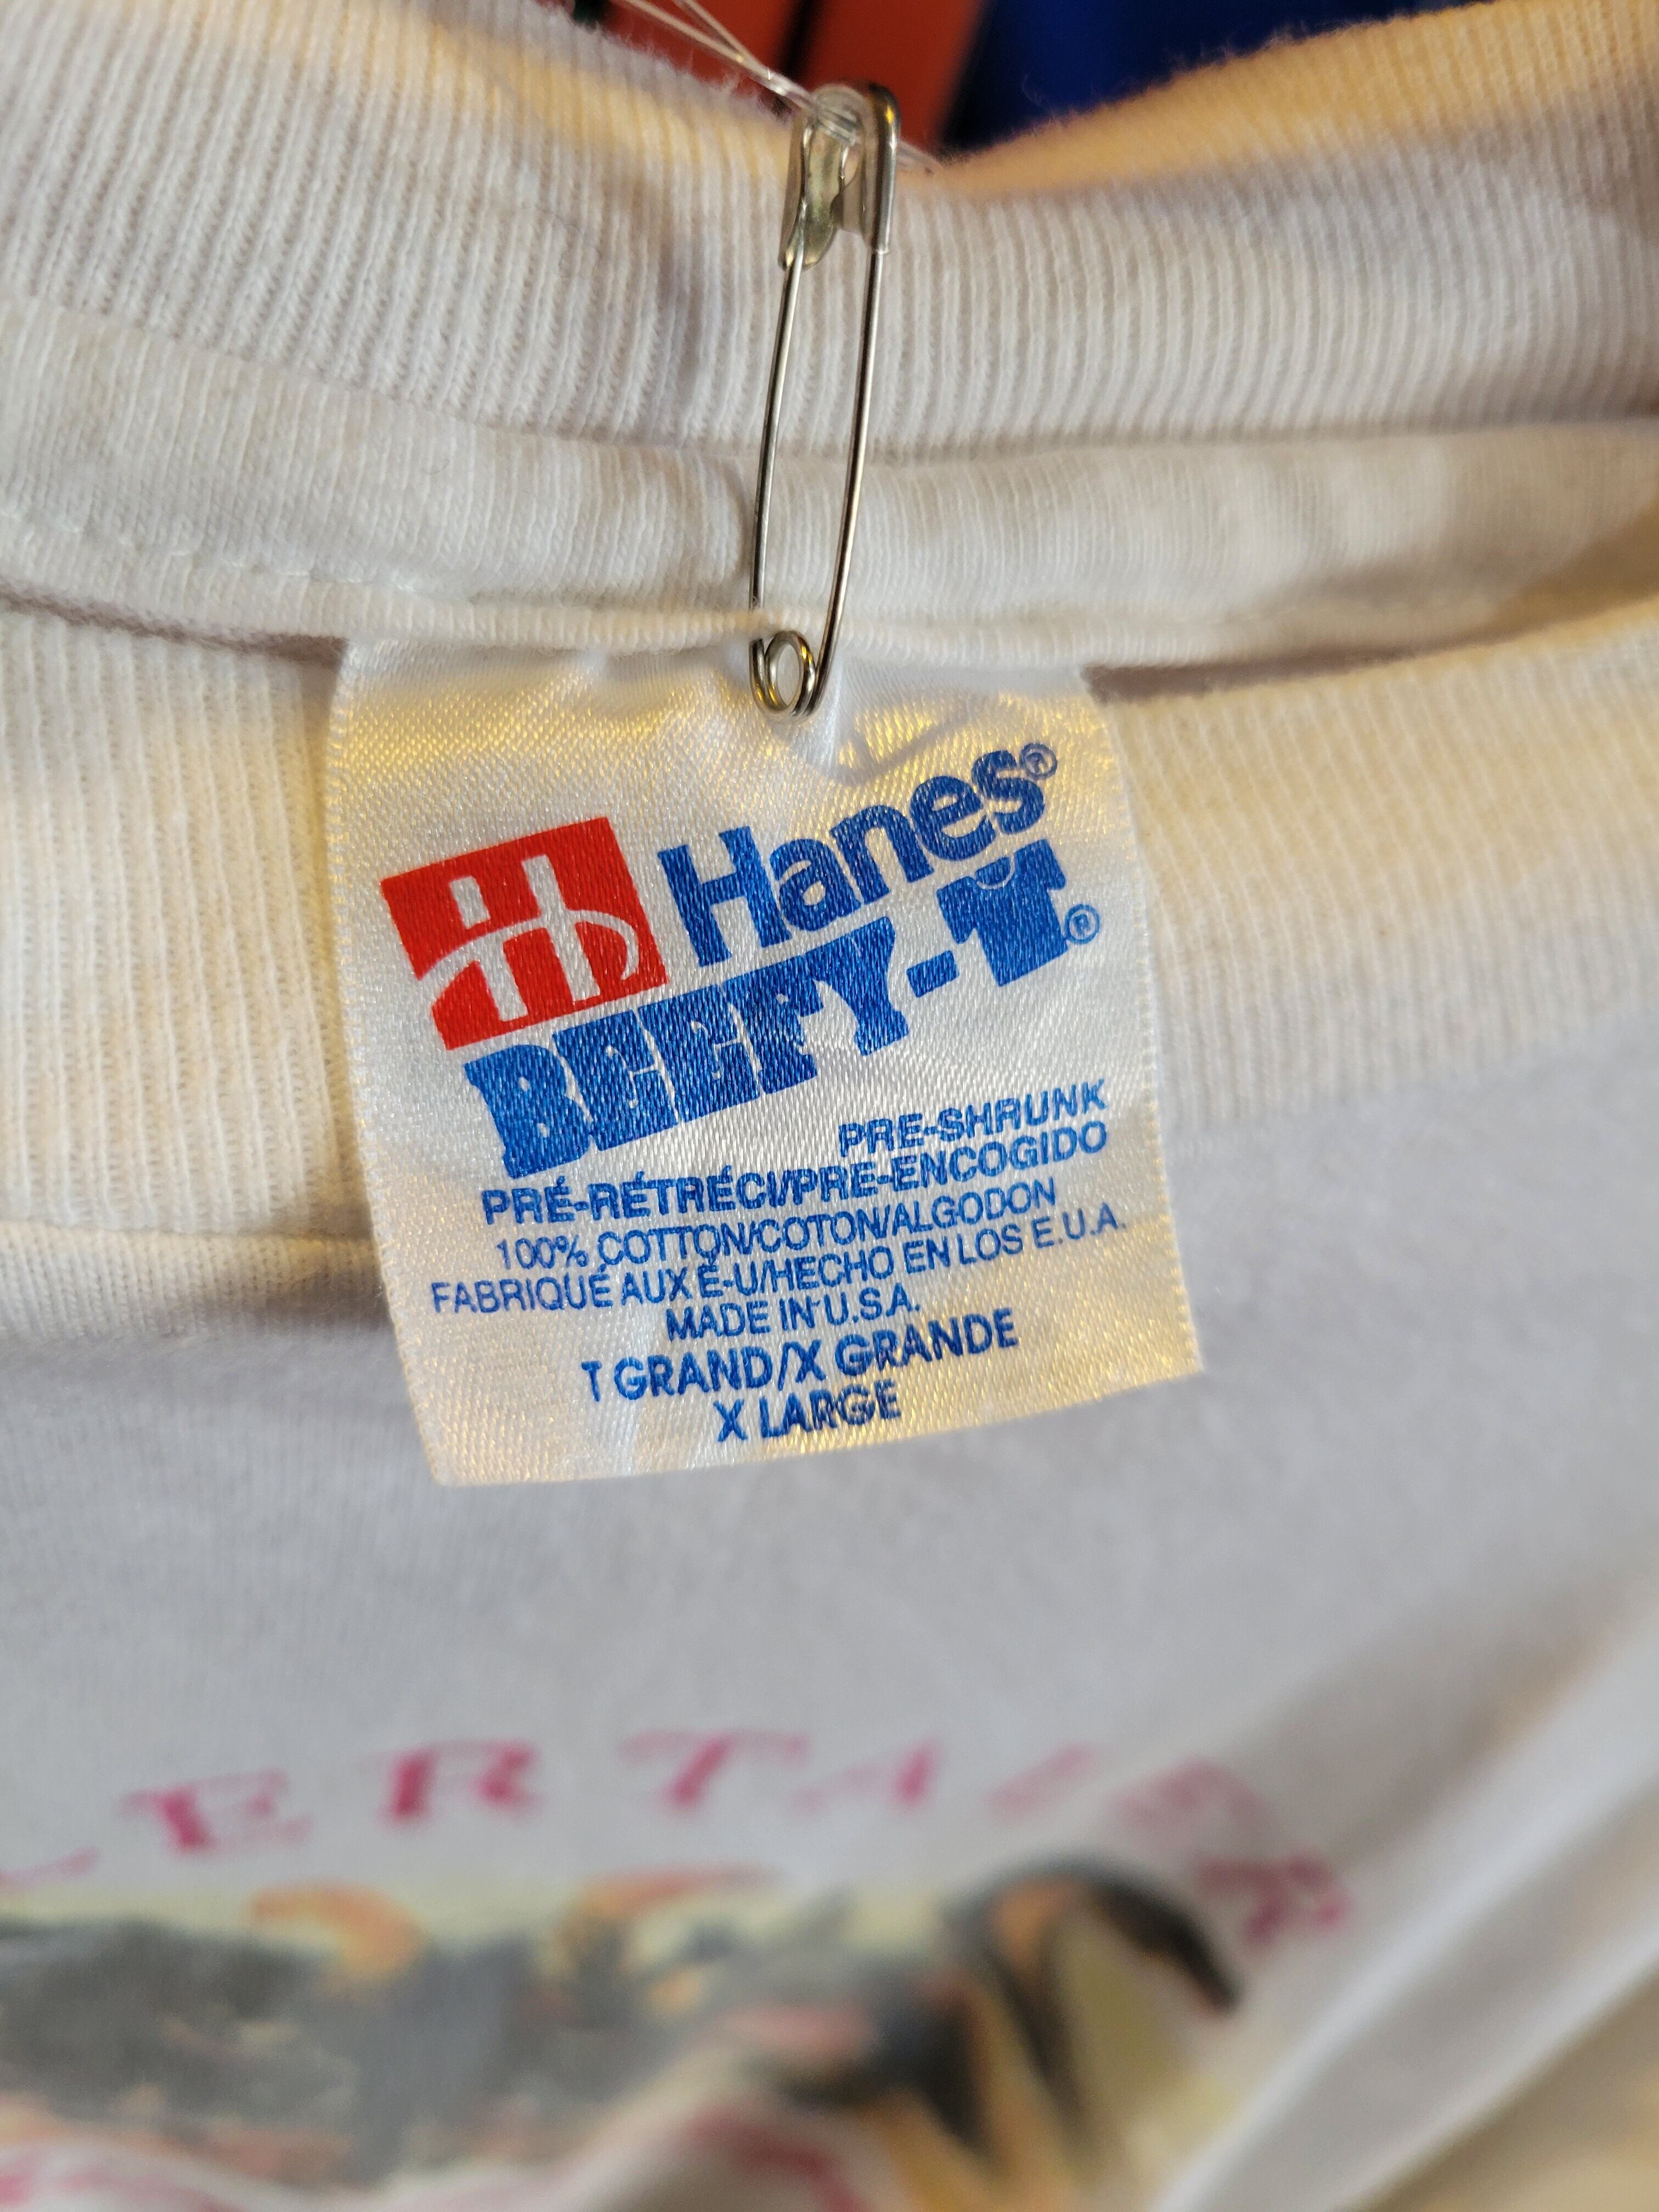 Hanes®
BEEFY-T®
PRE-SHRUNK
PRÉ-RÉTRÉCI/PRE-ENCOGIDO
100% COTTON/COTON/ALGODON
FABRIQUÉ AUX É-U/HECHO EN LOS E.U.A.
MADE IN U.S.A.
T GRAND/X GRANDE
X LARGE